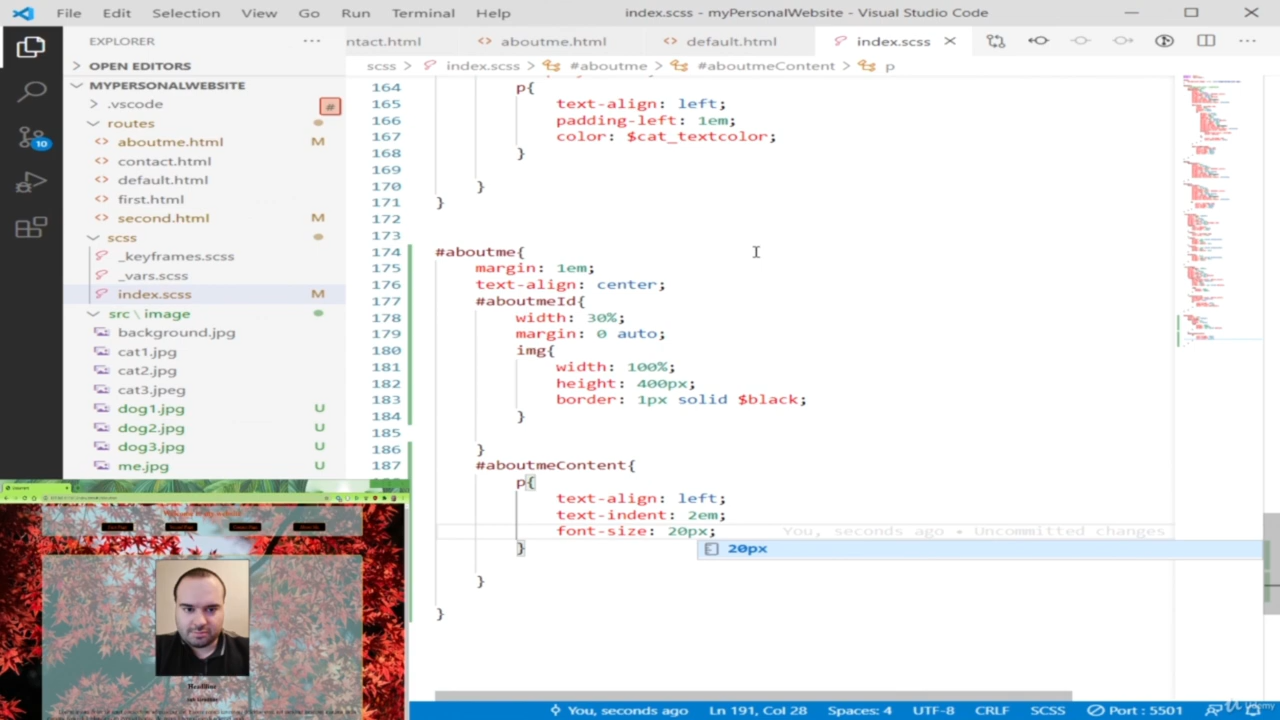 File Edit Selection View Go Run Terminal Help index.scss - myPersonalWebsite - Visual Studio Code
EXPLORER
ntact.html aboutme.html default.html index.scss
OPEN EDITORS
scss > index.scss > #aboutme > #aboutmeContent > p
MYPERSONALWEBSITE
.vscode
routes
aboutme.html M
contact.html
default.html
first.html
second.html M
scss
_keyframes.scss
_vars.scss
index.scss M
src \ image
background.jpg
cat1.jpg
cat2.jpg
cat3.jpeg
dog1.jpg U
dog2.jpg U
dog3.jpg U
me.jpg U
10
#
164 p{
165 text-align: left;
166 padding-left: 1em;
167 color: $cat_textcolor;
168 }
169
170 }
171 }
172
173
174 #aboutme{
175 margin: 1em;
176 text-align: center;
177 #aboutmeId{
178 width: 30%;
179 margin: 0 auto;
180 img{
181 width: 100%;
182 height: 400px;
183 border: 1px solid $black;
184 }
185
186 }
187 #aboutmeContent{
p{
text-align: left;
text-indent: 2em;
font-size: 20px; You, seconds ago • Uncommitted changes
} 20px
}
}
Headline
You, seconds ago Ln 191, Col 28 Spaces: 4 UTF-8 CRLF SCSS Port : 5501
Udemy